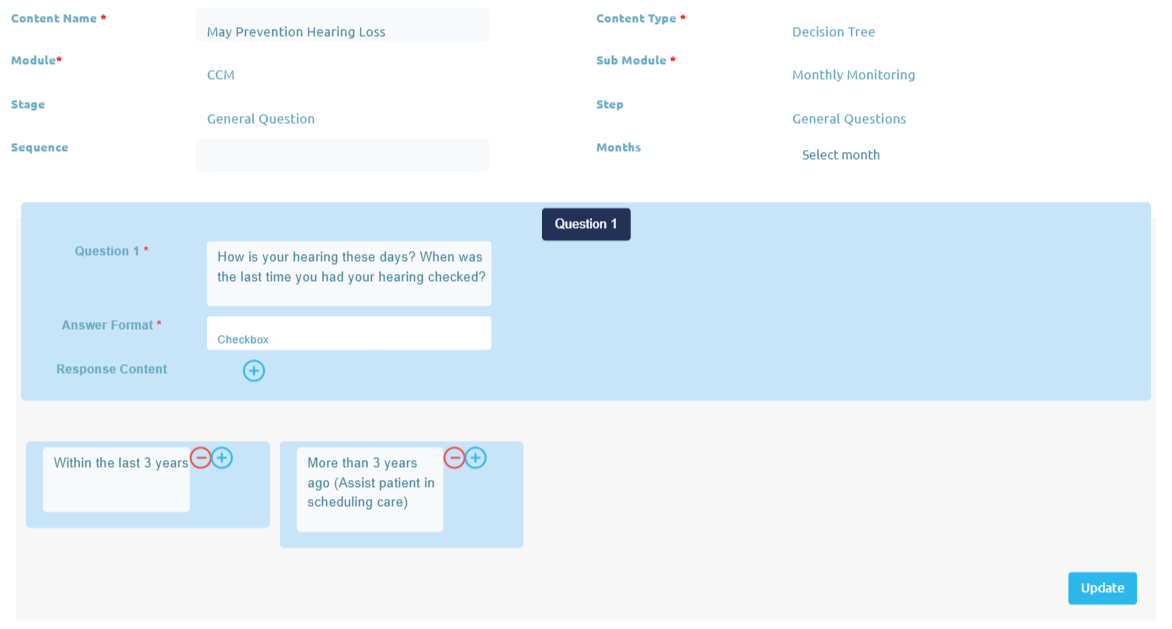 Content Name *
May Prevention Hearing Loss
Content Type *
Decision Tree
Module*
CCM
Sub Module *
Monthly Monitoring
Stage
General Question
Step
General Questions
Sequence
Months
Select month
Question 1
Question 1 *
How is your hearing these days? When was
the last time you had your hearing checked?
Answer Format *
Checkbox
Response Content
Within the last 3 years
More than 3 years
ago (Assist patient in
scheduling care)
Update